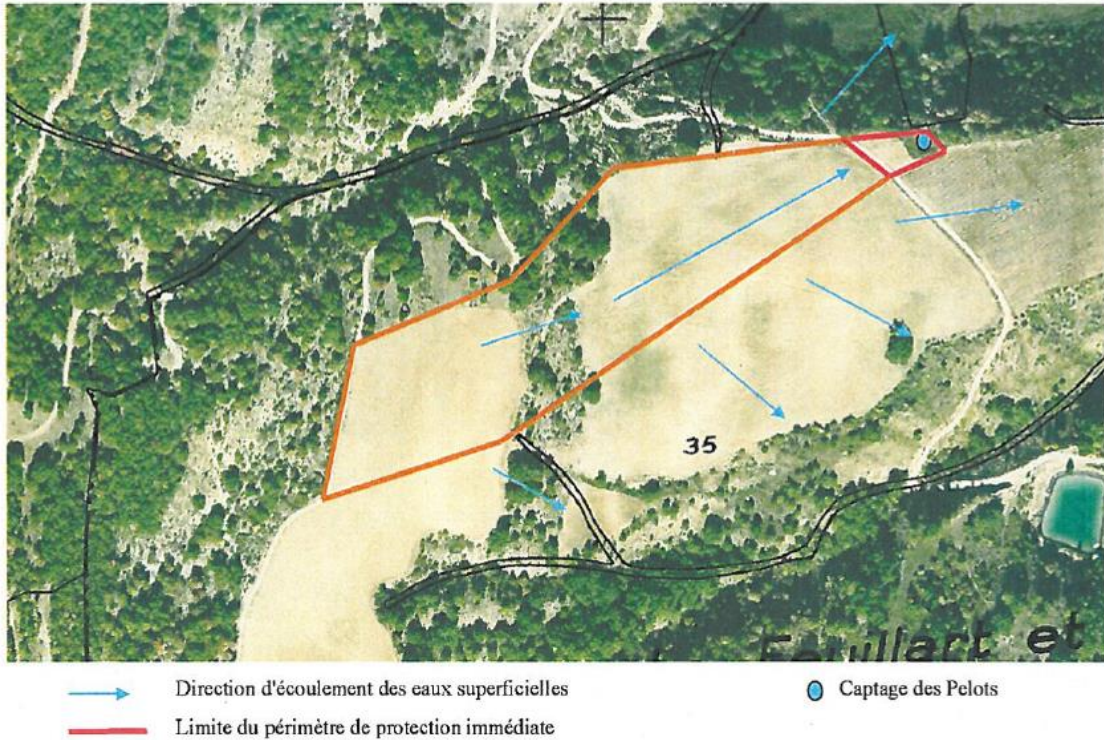 35
Feuillart et
Direction d'écoulement des eaux superficielles
Captage des Pelots
Limite du périmètre de protection immédiate